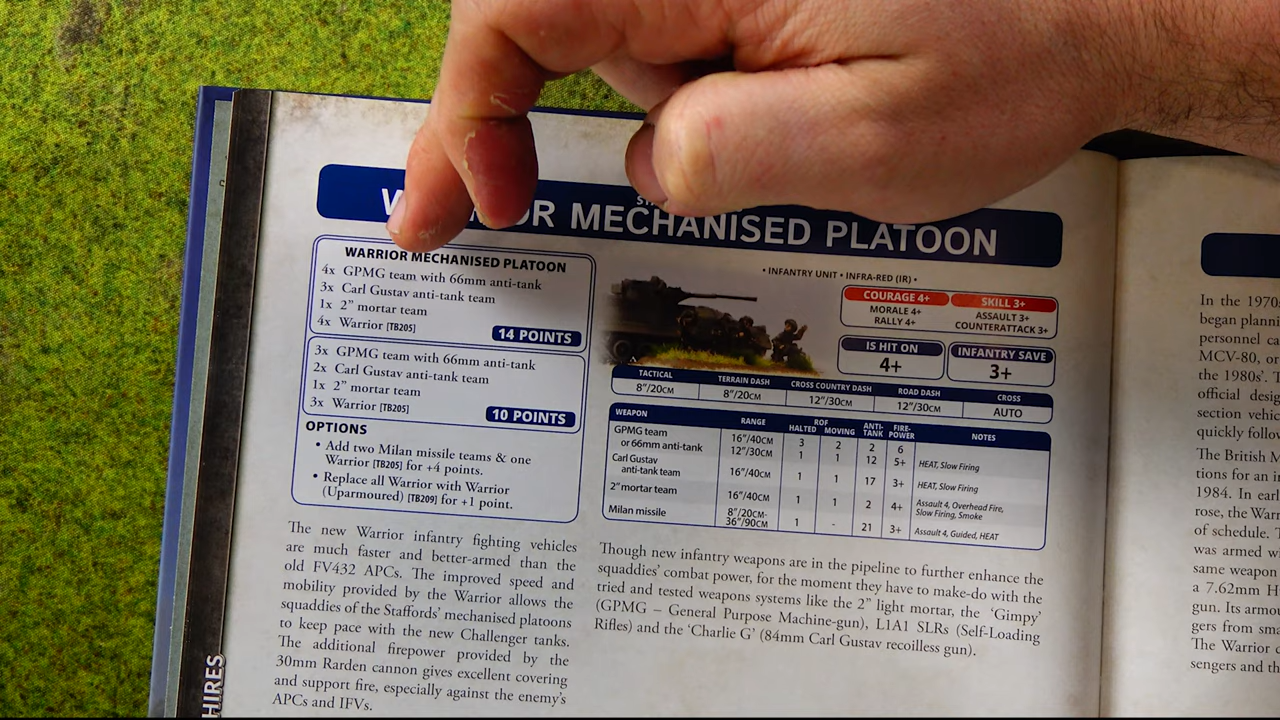 MECHANISED PLATOON
WARRIOR MECHANISED PLATOON
4x GPMG team with 66mm anti-tank
3x Carl Gustav anti-tank team
1x 2” mortar team
4x Warrior [TB205]
14 POINTS
3x GPMG team with 66mm anti-tank
2x Carl Gustav anti-tank team
1x 2” mortar team
3x Warrior [TB205]
10 POINTS
OPTIONS
• Add two Milan missile teams & one
Warrior [TB205] for +4 points.
• Replace all Warrior with Warrior
(Uparmoured) [TB209] for +1 point.
• INFANTRY UNIT • INFRA-RED (IR) •
COURAGE 4+
MORALE 4+
RALLY 4+
SKILL 3+
ASSAULT 3+
COUNTERATTACK 3+
IS HIT ON
4+
INFANTRY SAVE
3+
TACTICAL TERRAIN DASH CROSS COUNTRY DASH ROAD DASH CROSS
8”/20CM 8”/20CM 12”/30CM 12”/30CM AUTO
WEAPON RANGE ROF HALTED MOVING ANTI-TANK FIRE-POWER NOTES
GPMG team 16”/40CM 3 2 2 6
or 66mm anti-tank 12”/30CM 1 1 12 5+ HEAT, Slow Firing
Carl Gustav
anti-tank team 16”/40CM 1 1 17 3+ HEAT, Slow Firing
2” mortar team 16”/40CM 1 1 2 4+ Assault 4, Overhead Fire,
Slow Firing, Smoke
Milan missile 8”/20CM-
36”/90CM 1 - 21 3+ Assault 4, Guided, HEAT
The new Warrior infantry fighting vehicles
are much faster and better-armed than the
old FV432 APCs. The improved speed and
mobility provided by the Warrior allows the
squaddies of the Staffords’ mechanised platoons
to keep pace with the new Challenger tanks.
The additional firepower provided by the
30mm Rarden cannon gives excellent covering
and support fire, especially against the enemy’s
APCs and IFVs.
Though new infantry weapons are in the pipeline to further enhance the
squaddies’ combat power, for the moment they have to make-do with the
tried and tested weapons systems like the 2” light mortar, the ‘Gimpy’
(GPMG – General Purpose Machine-gun), L1A1 SLRs (Self-Loading
Rifles) and the ‘Charlie G’ (84mm Carl Gustav recoilless gun).
HIRES
In the 1970
began planni
personnel ca
MCV-80, or
the 1980s’. T
official desig
section vehicl
quickly follow
The British M
tions for an i
1984. In earl
rose, the War
of schedule. T
was armed w
same weapon
a 7.62mm H
gun. Its armo
gers from sma
The Warrior c
sengers and th